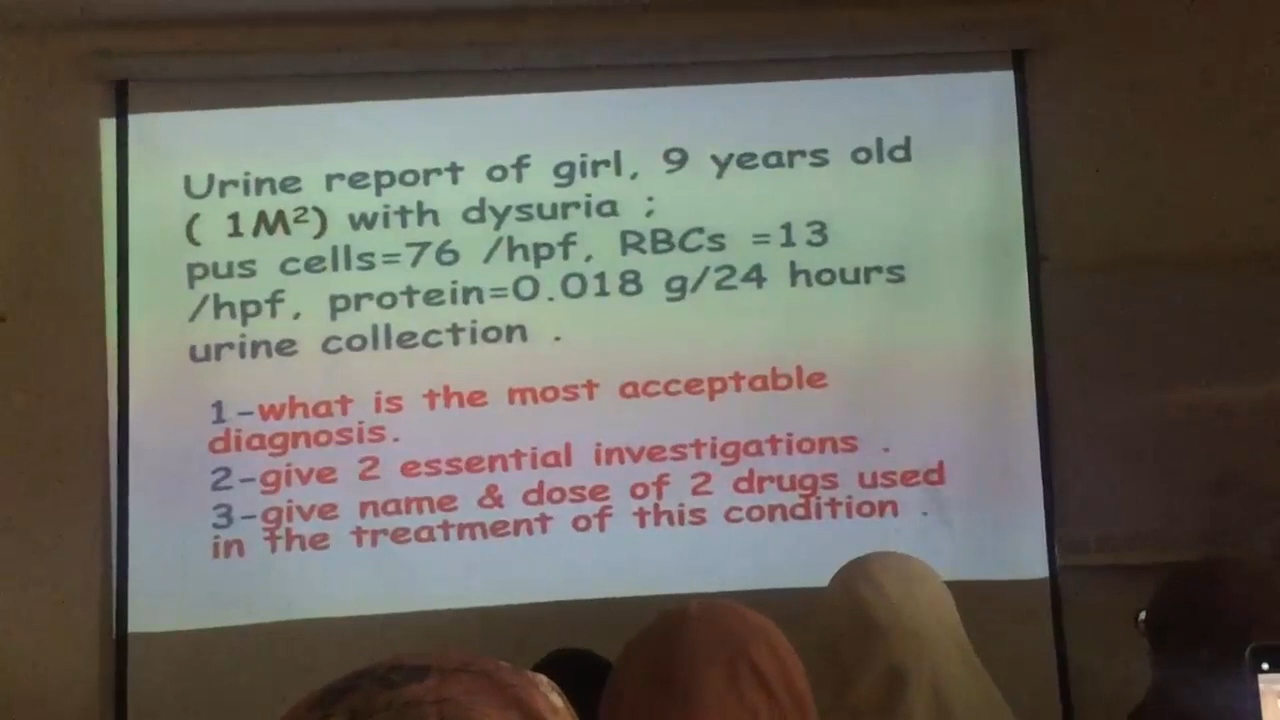 Urine report of girl, 9 years old
( 1M²) with dysuria ;
pus cells=76 /hpf, RBCs =13
/hpf, protein=0.018 g/24 hours
urine collection .
1-what is the most acceptable
diagnosis.
2-give 2 essential investigations .
3-give name & dose of 2 drugs used
in the treatment of this condition .